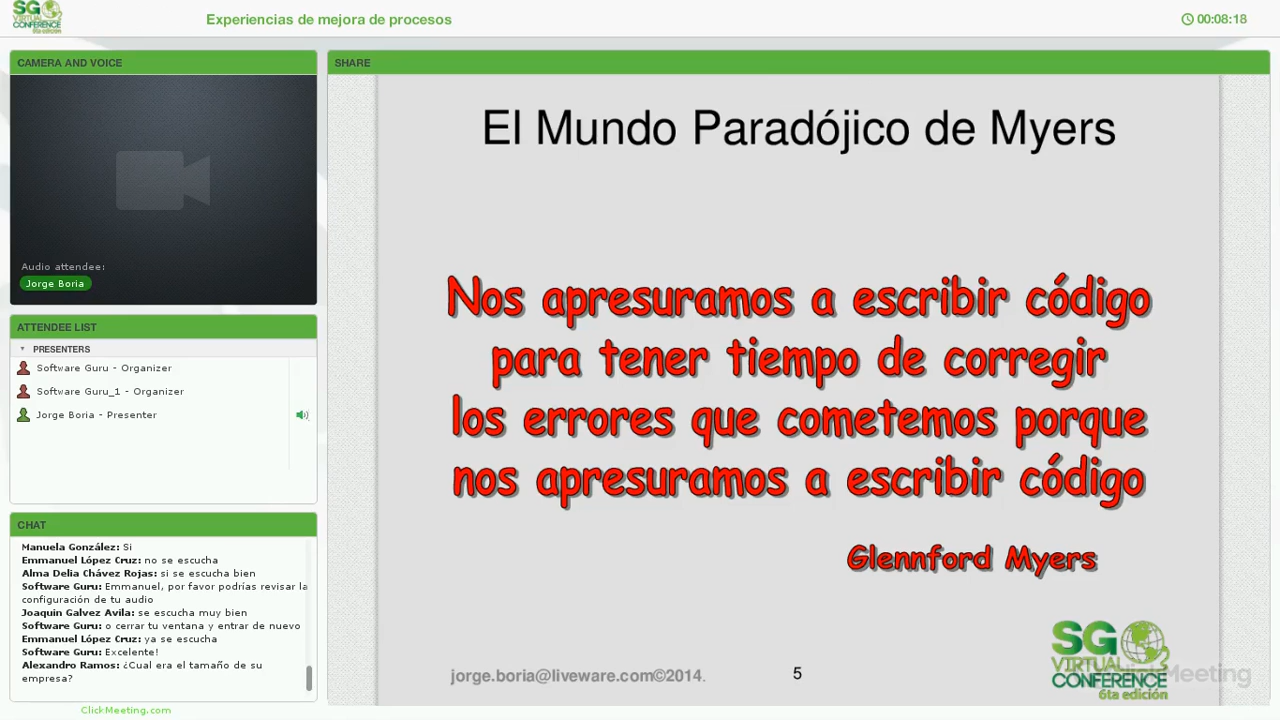 SG
VIRTUAL
CONFERENCE
6ta edición
Experiencias de mejora de procesos
00:08:18
CAMERA AND VOICE
Audio attendee:
Jorge Boria
ATTENDEE LIST
PRESENTERS
Software Guru - Organizer
Software Guru_1 - Organizer
Jorge Boria - Presenter
CHAT
Manuela González: Si
Emmanuel López Cruz: no se escucha
Alma Delia Chávez Rojas: si se escucha bien
Software Guru: Emmanuel, por favor podrías revisar la
configuración de tu audio
Joaquin Galvez Avila: se escucha muy bien
Software Guru: o cerrar tu ventana y entrar de nuevo
Emmanuel López Cruz: ya se escucha
Software Guru: Excelente!
Alexandro Ramos: ¿Cual era el tamaño de su
empresa?
ClickMeeting.com
SHARE
El Mundo Paradójico de Myers
Nos apresuramos a escribir código
para tener tiempo de corregir
los errores que cometemos porque
nos apresuramos a escribir código
Glennford Myers
jorge.boria@liveware.com©2014.
5
SG
VIRTUAL
CONFERENCE
6ta edición
ClickMeeting